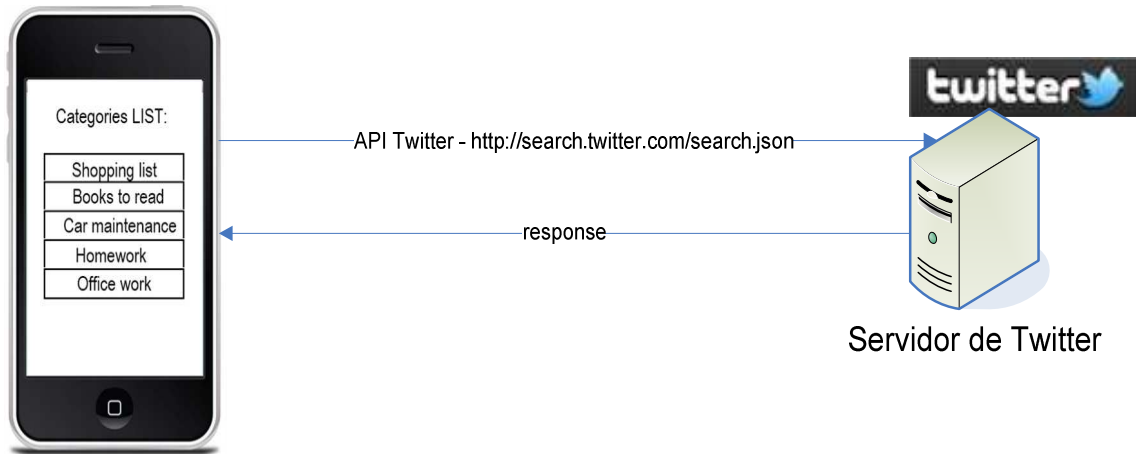 Categories LIST:
Shopping list
Books to read
Car maintenance
Homework
Office work
API Twitter - http://search.twitter.com/search.json
response
twitter
Servidor de Twitter